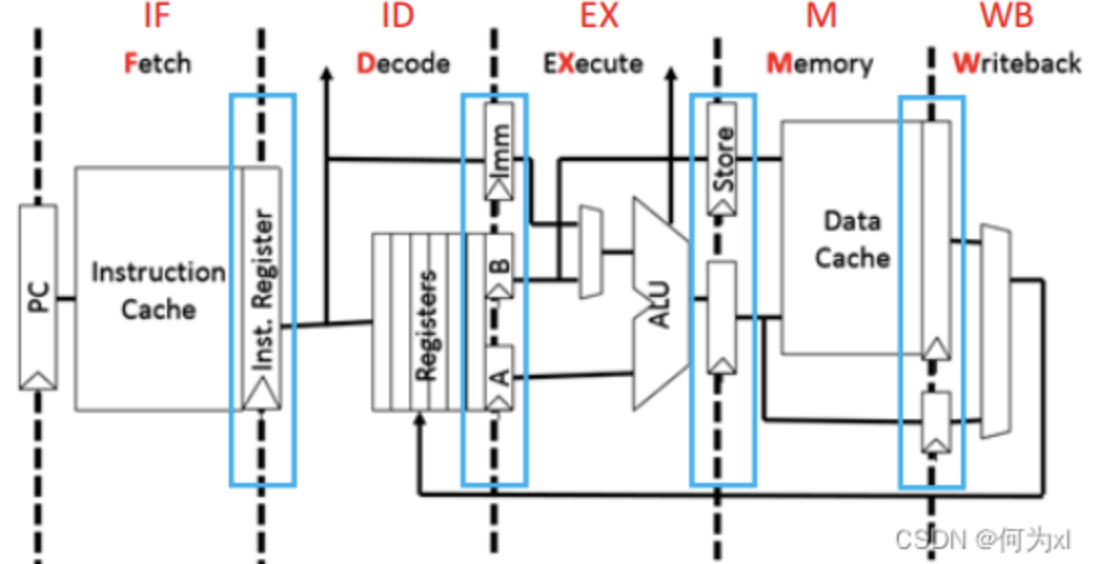 IF ID EX M WB
Fetch Decode EXecute Memory Writeback
PC
Instruction
Cache
Inst. Register
Registers
Imm
B
A
ALU
Store
Data
Cache
CSDN @何为xl